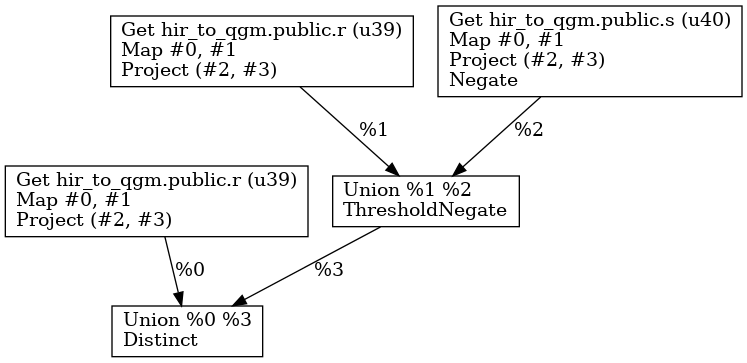 Get hir_to_qgm.public.r (u39)
Map #0, #1
Project (#2, #3)
Get hir_to_qgm.public.s (u40)
Map #0, #1
Project (#2, #3)
Negate
%1
%2
Get hir_to_qgm.public.r (u39)
Map #0, #1
Project (#2, #3)
Union %1 %2
ThresholdNegate
%0
%3
Union %0 %3
Distinct